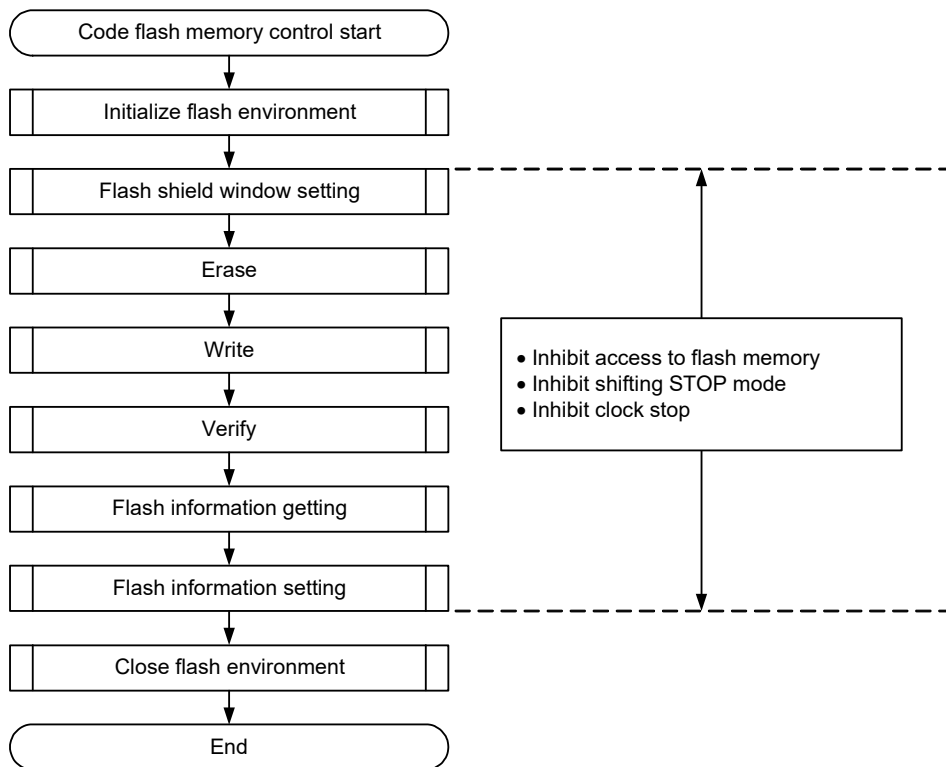 Code flash memory control start
Initialize flash environment
Flash shield window setting
Erase
Write
Verify
Flash information getting
Flash information setting
Close flash environment
End
• Inhibit access to flash memory
• Inhibit shifting STOP mode
• Inhibit clock stop